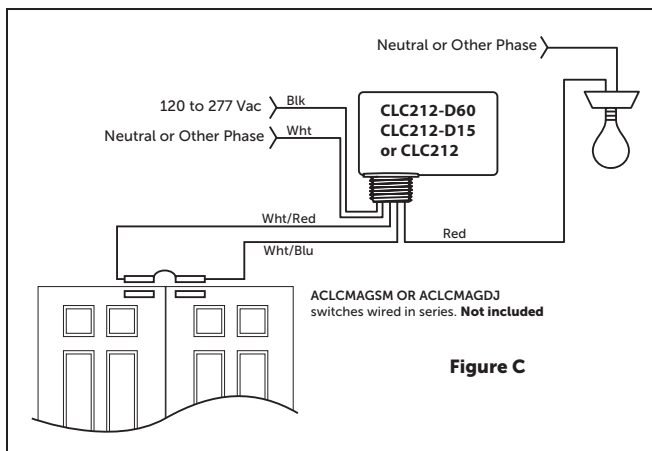 Neutral or Other Phase
120 to 277 Vac
Blk
Neutral or Other Phase
Wht
CLC212-D60
CLC212-D15
or CLC212
Wht/Red
Red
Wht/Blu
ACLCMAGSM OR ACLCMAGDJ
switches wired in series. Not included
Figure C